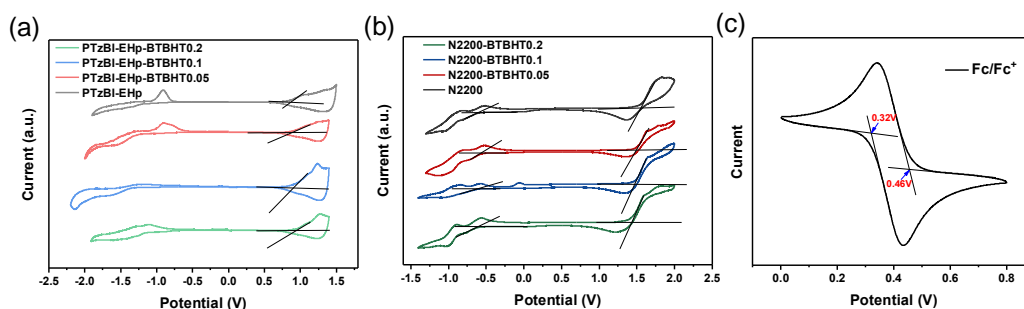 (a)
PTzBI-EHp-BTBHT0.2
PTzBI-EHp-BTBHT0.1
PTzBI-EHp-BTBHT0.05
PTzBI-EHp
Current (a.u.)
-2.5 -2.0 -1.5 -1.0 -0.5 0.0 0.5 1.0 1.5
Potential (V)
(b)
N2200-BTBHT0.2
N2200-BTBHT0.1
N2200-BTBHT0.05
N2200
Current (a.u.)
-1.5 -1.0 -0.5 0.0 0.5 1.0 1.5 2.0
Potential (V)
(c)
Fc/Fc⁺
0.32V
0.46V
Current
0.0 0.2 0.4 0.6 0.8
Potential (V)